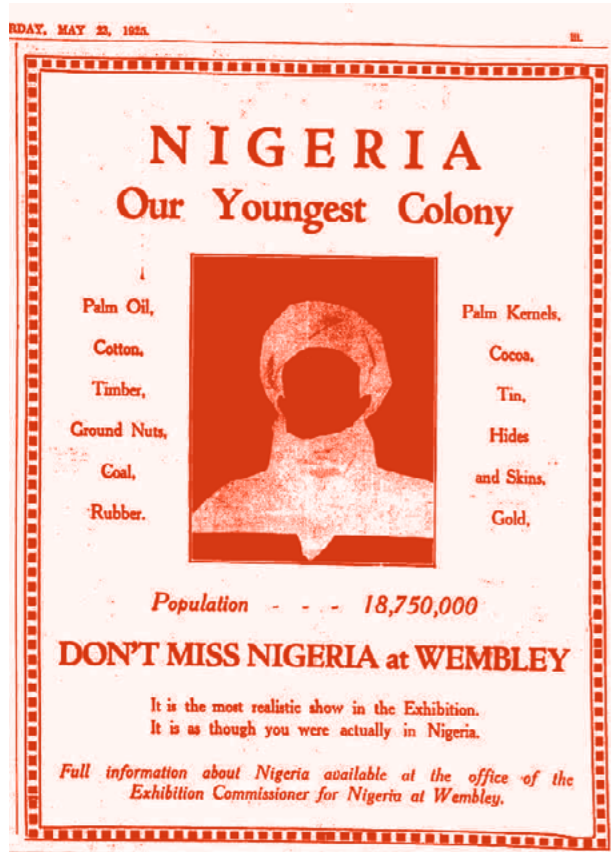 RDAY, MAY 23, 1925.
iii.
NIGERIA
Our Youngest Colony
Palm Oil,
Cotton,
Timber,
Ground Nuts,
Coal,
Rubber.
Palm Kernels,
Cocoa,
Tin,
Hides
and Skins,
Gold,
Population - - - 18,750,000
DON'T MISS NIGERIA at WEMBLEY
It is the most realistic show in the Exhibition.
It is as though you were actually in Nigeria.
Full information about Nigeria available at the office of the
Exhibition Commissioner for Nigeria at Wembley.